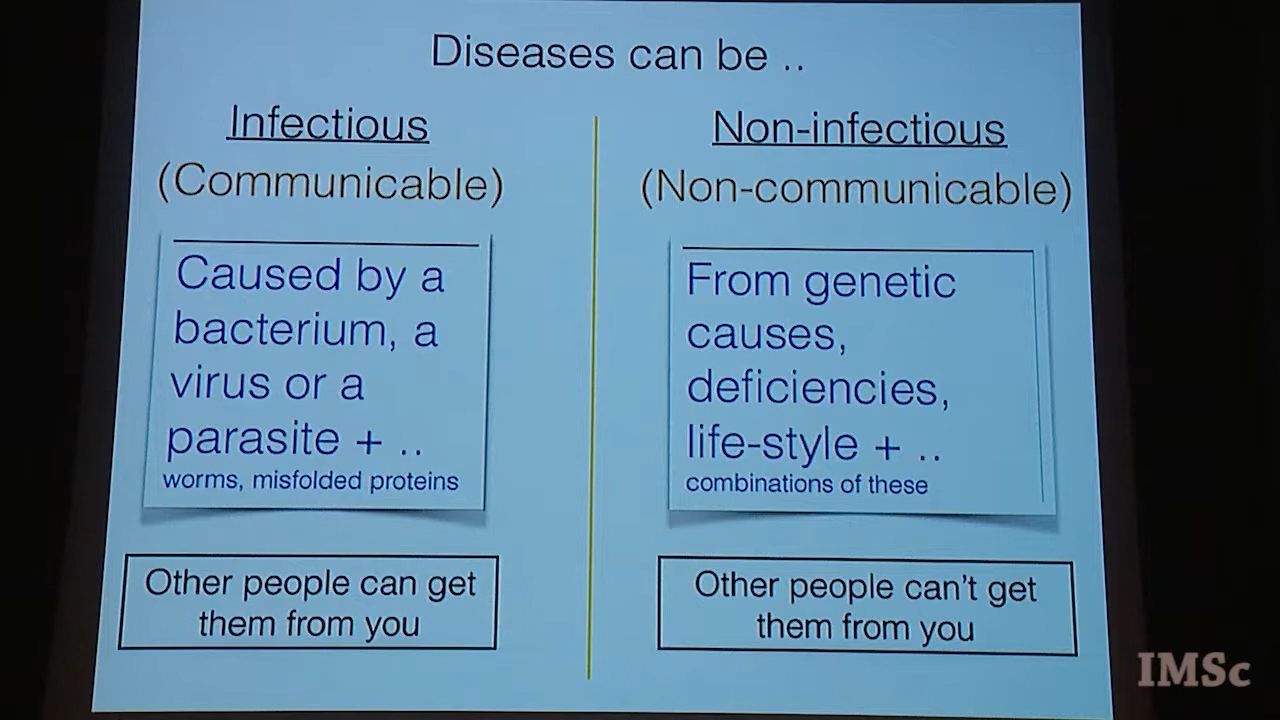 Diseases can be ..
Infectious
(Communicable)
Caused by a
bacterium, a
virus or a
parasite + ..
worms, misfolded proteins
Other people can get
them from you
Non-infectious
(Non-communicable)
From genetic
causes,
deficiencies,
life-style + ..
combinations of these
Other people can't get
them from you
IMSc